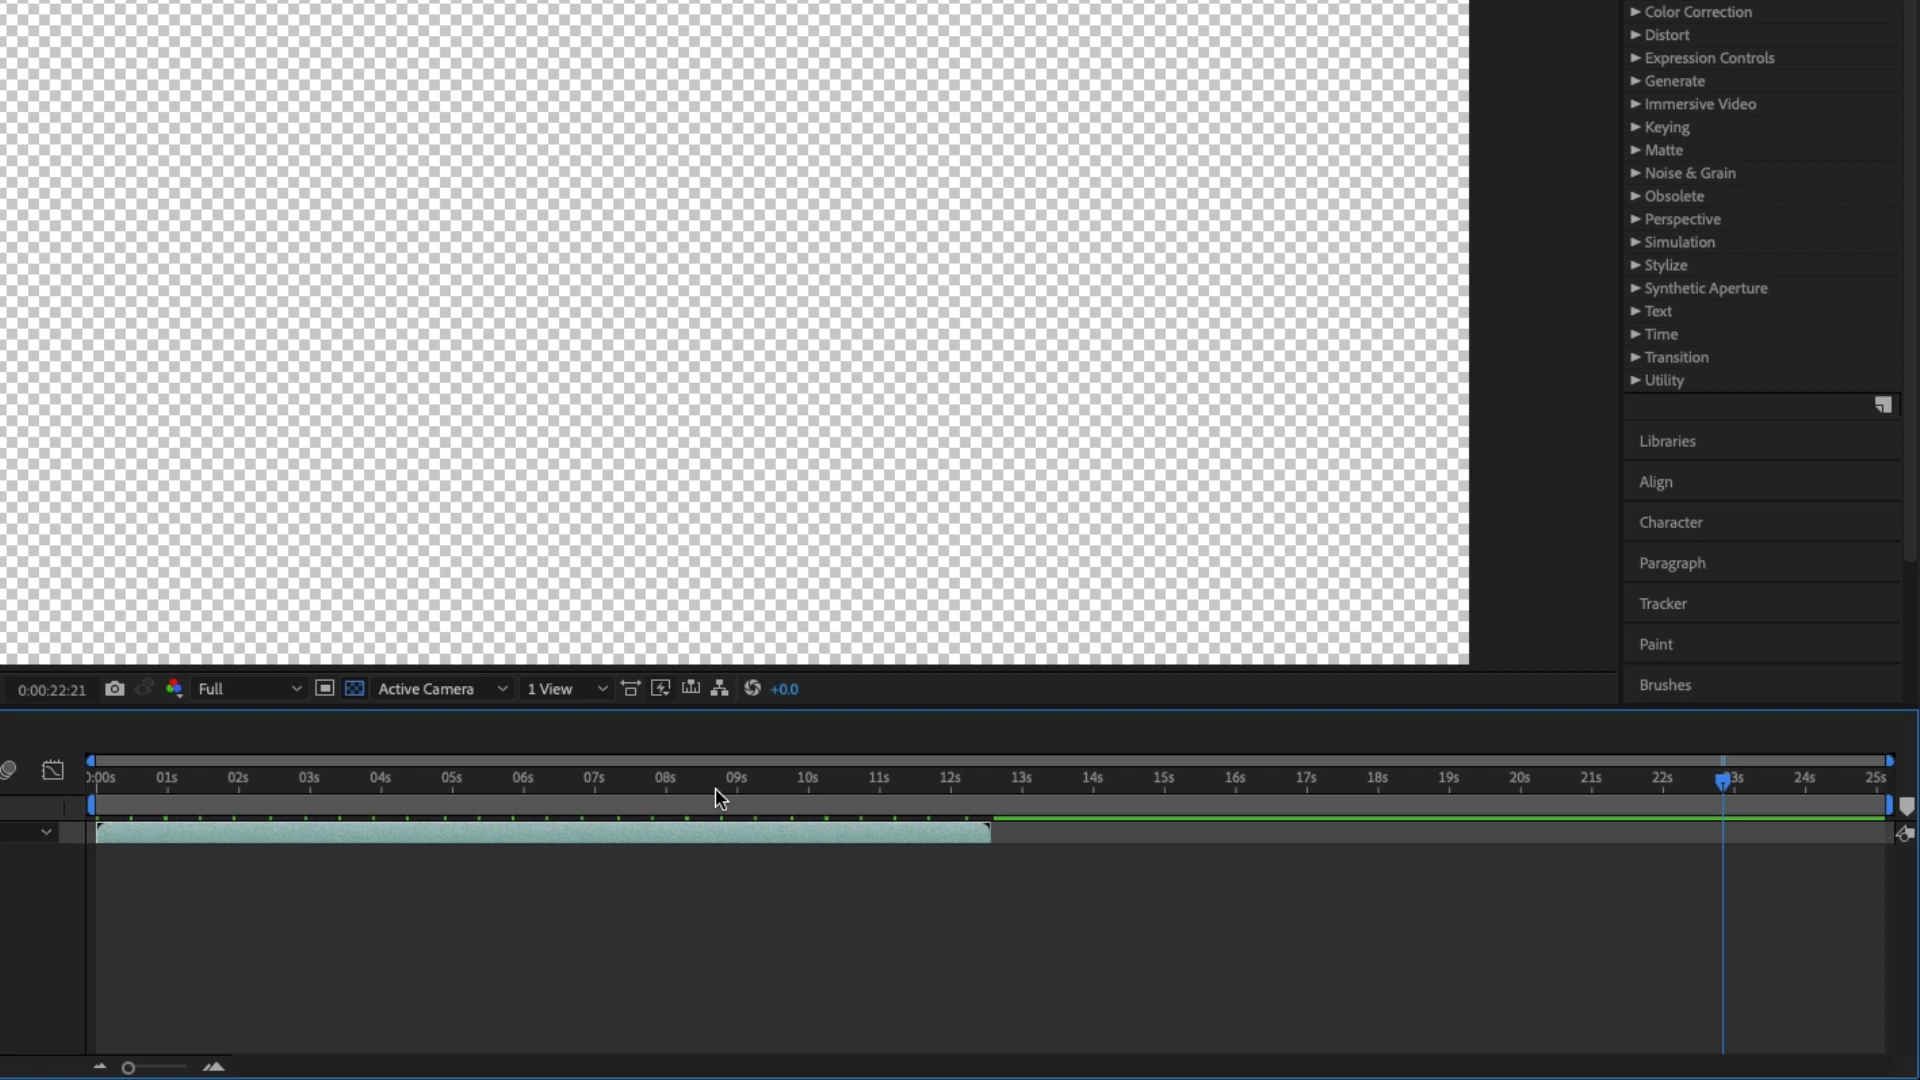 Color Correction
Distort
Expression Controls
Generate
Immersive Video
Keying
Matte
Noise & Grain
Obsolete
Perspective
Simulation
Stylize
Synthetic Aperture
Text
Time
Transition
Utility
Libraries
Align
Character
Paragraph
Tracker
Paint
Brushes
0:00:22:21 Full Active Camera 1 View +0.0
:00s 01s 02s 03s 04s 05s 06s 07s 08s 09s 10s 11s 12s 13s 14s 15s 16s 17s 18s 19s 20s 21s 22s 23s 24s 25s